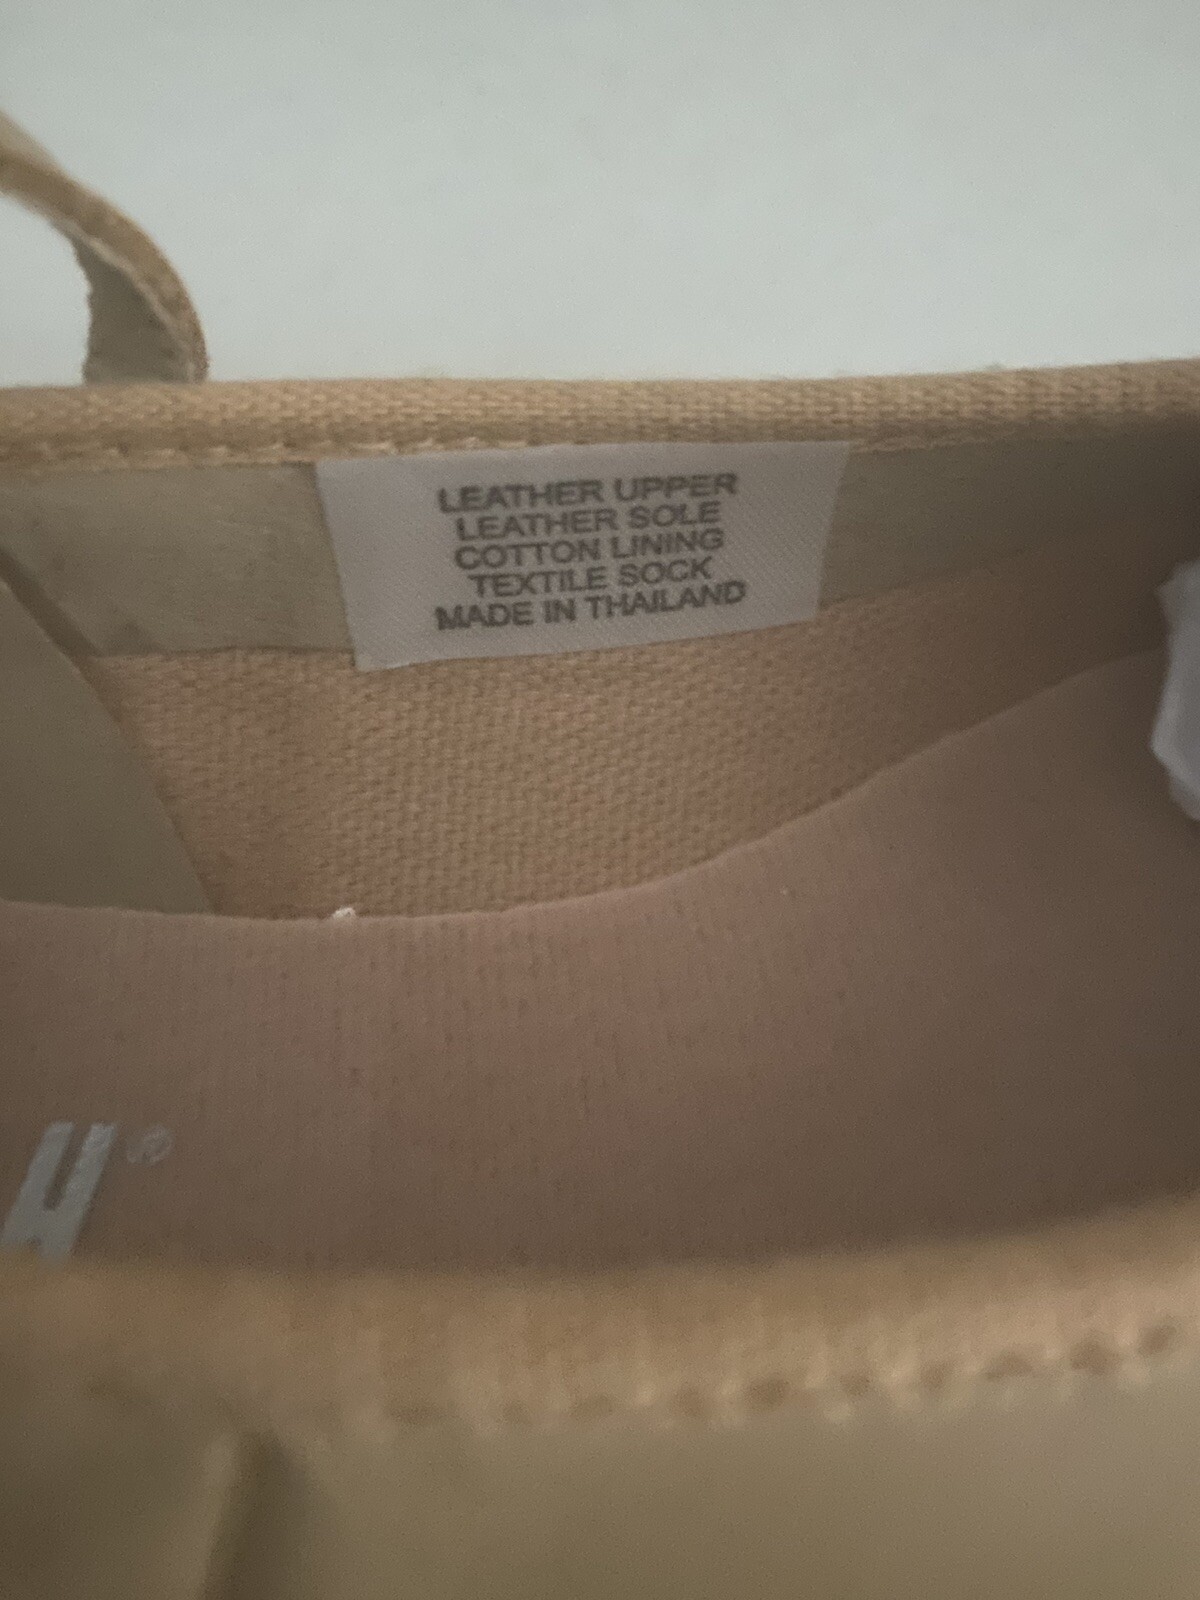 LEATHER UPPER
LEATHER SOLE
COTTON LINING
TEXTILE SOCK
MADE IN THAILAND
®